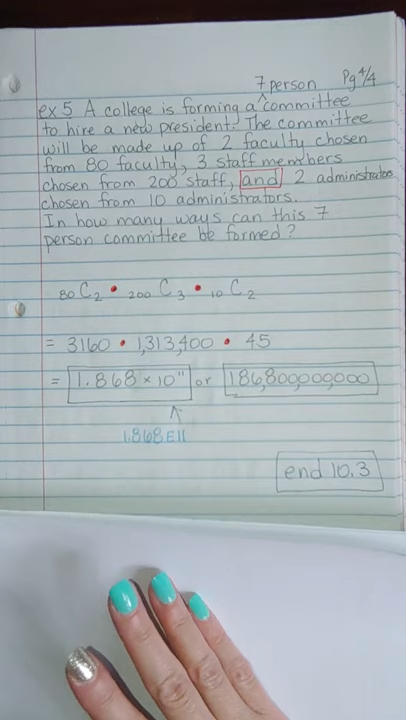 7 person Pg 4/4
ex 5 A college is forming a ^ committee
to hire a new president. The committee
will be made up of 2 faculty chosen
from 80 faculty, 3 staff members
chosen from 200 staff, and 2 administrators
chosen from 10 administrators.
In how many ways can this 7
person committee be formed?
₈₀C₂ • ₂₀₀C₃ • ₁₀C₂
= 3160 • 1,313,400 • 45
= 1.868 × 10¹¹ or 186,800,000,000
↑
1.868E11
end 10.3